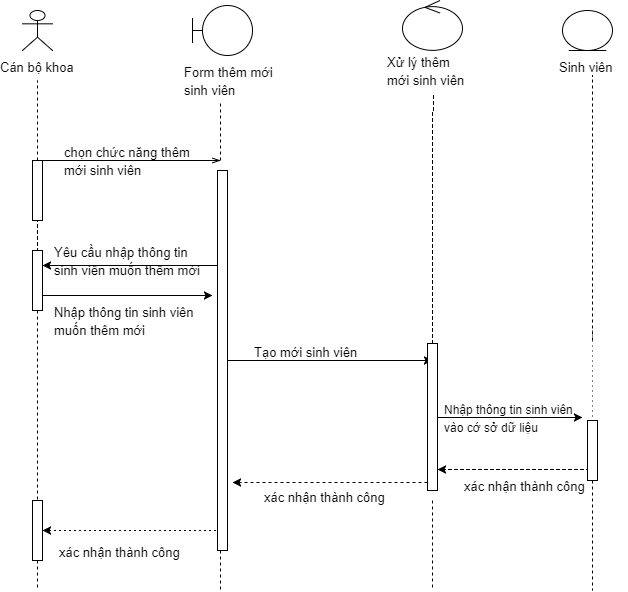 Cán bộ khoa
Form thêm mới
sinh viên
Xử lý thêm
mới sinh viên
Sinh viên
chọn chức năng thêm
mới sinh viên
Yêu cầu nhập thông tin
sinh viên muốn thêm mới
Nhập thông tin sinh viên
muốn thêm mới
Tạo mới sinh viên
Nhập thông tin sinh viên
vào cớ sở dữ liệu
xác nhận thành công
xác nhận thành công
xác nhận thành công